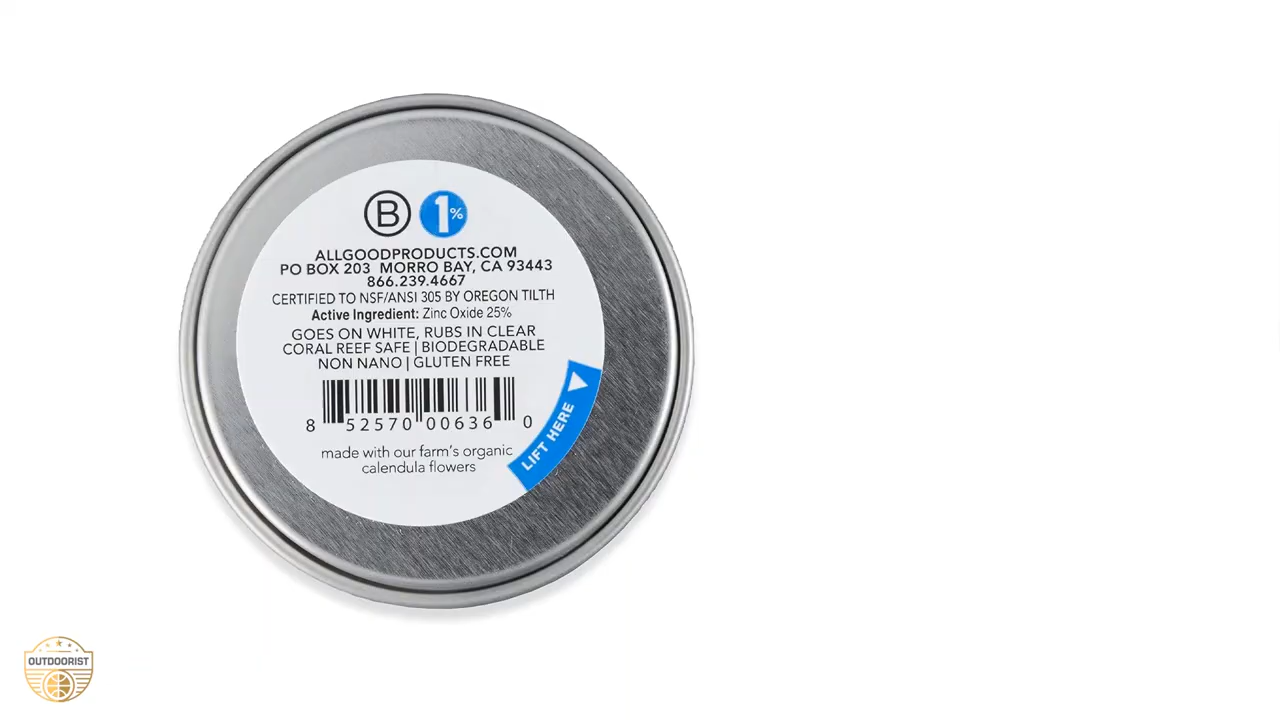 B 1%
ALLGOODPRODUCTS.COM
PO BOX 203 MORRO BAY, CA 93443
866.239.4667
CERTIFIED TO NSF/ANSI 305 BY OREGON TILTH
Active Ingredient: Zinc Oxide 25%
GOES ON WHITE, RUBS IN CLEAR
CORAL REEF SAFE | BIODEGRADABLE
NON NANO | GLUTEN FREE
8 52570 00636 0
made with our farm's organic
calendula flowers
LIFT HERE
OUTDOORIST